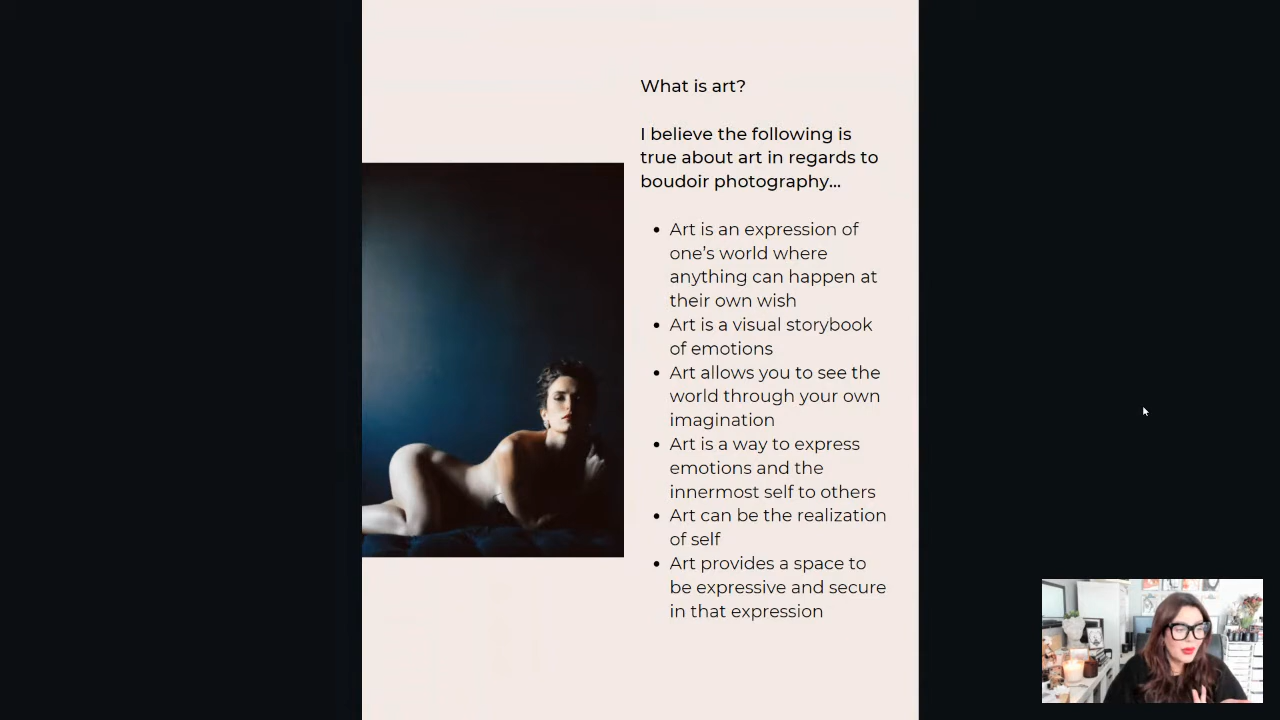 What is art?
I believe the following is
true about art in regards to
boudoir photography...
• Art is an expression of
one's world where
anything can happen at
their own wish
• Art is a visual storybook
of emotions
• Art allows you to see the
world through your own
imagination
• Art is a way to express
emotions and the
innermost self to others
• Art can be the realization
of self
• Art provides a space to
be expressive and secure
in that expression